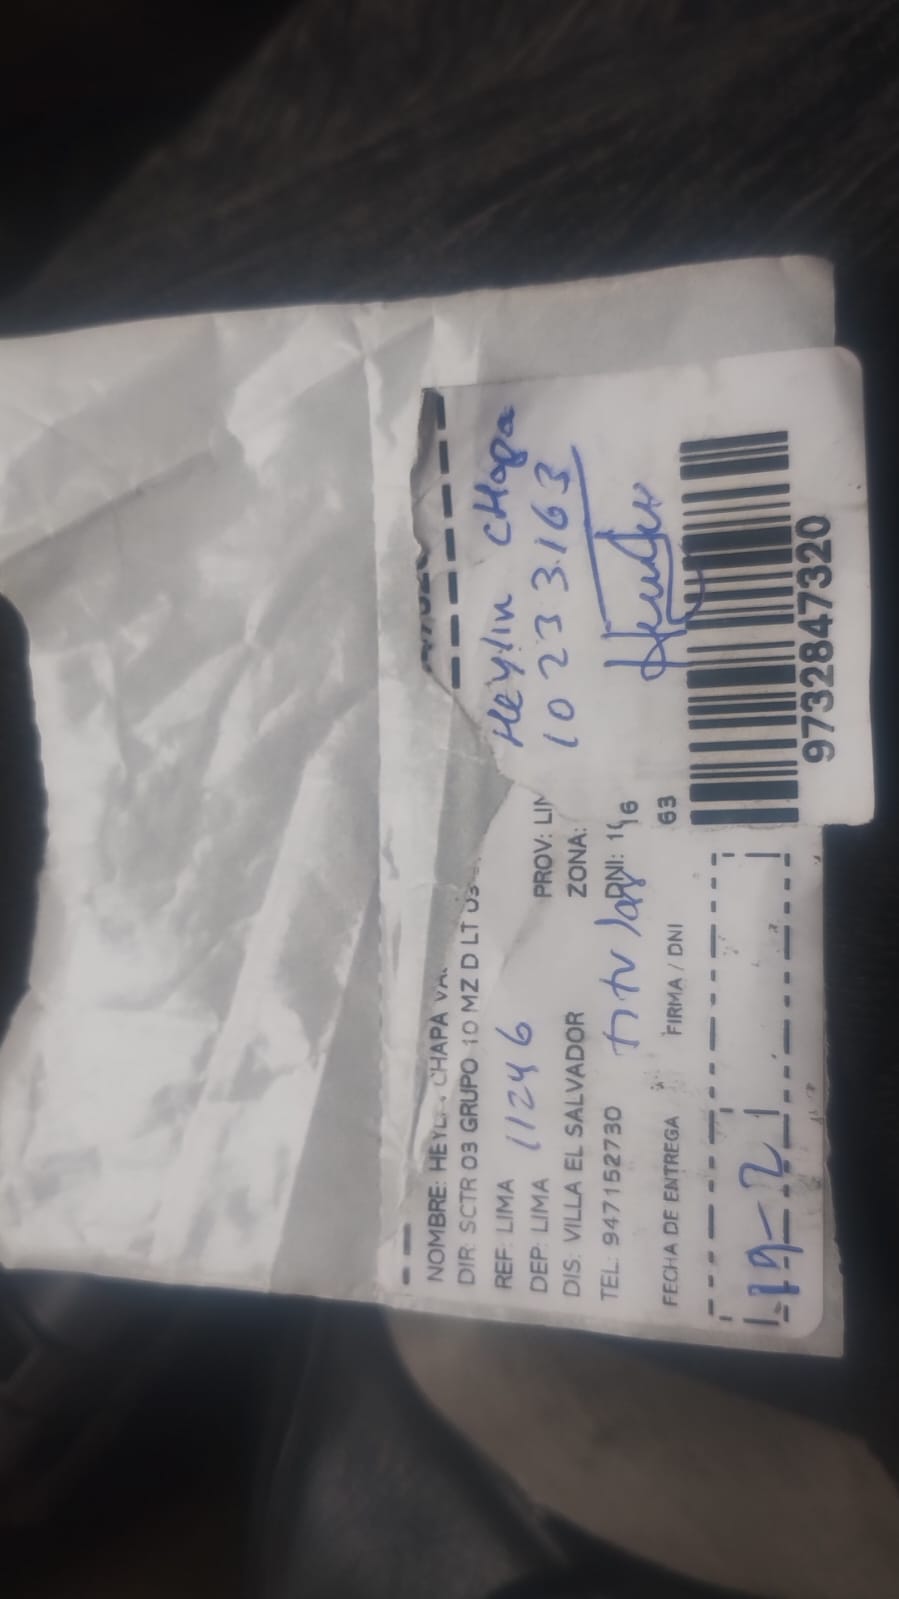 NOMBRE: HEYL CHAPA VA
DIR: SCTR 03 GRUPO 10 MZ D LT 03
REF: LIMA 11246
DEP: LIMA PROV: LIM
DIS: VILLA EL SALVADOR ZONA:
TEL: 947152730 titular DNI: 16
FECHA DE ENTREGA FIRMA / DNI 63
19-2
Heylin CHapa
10233163
9732847320